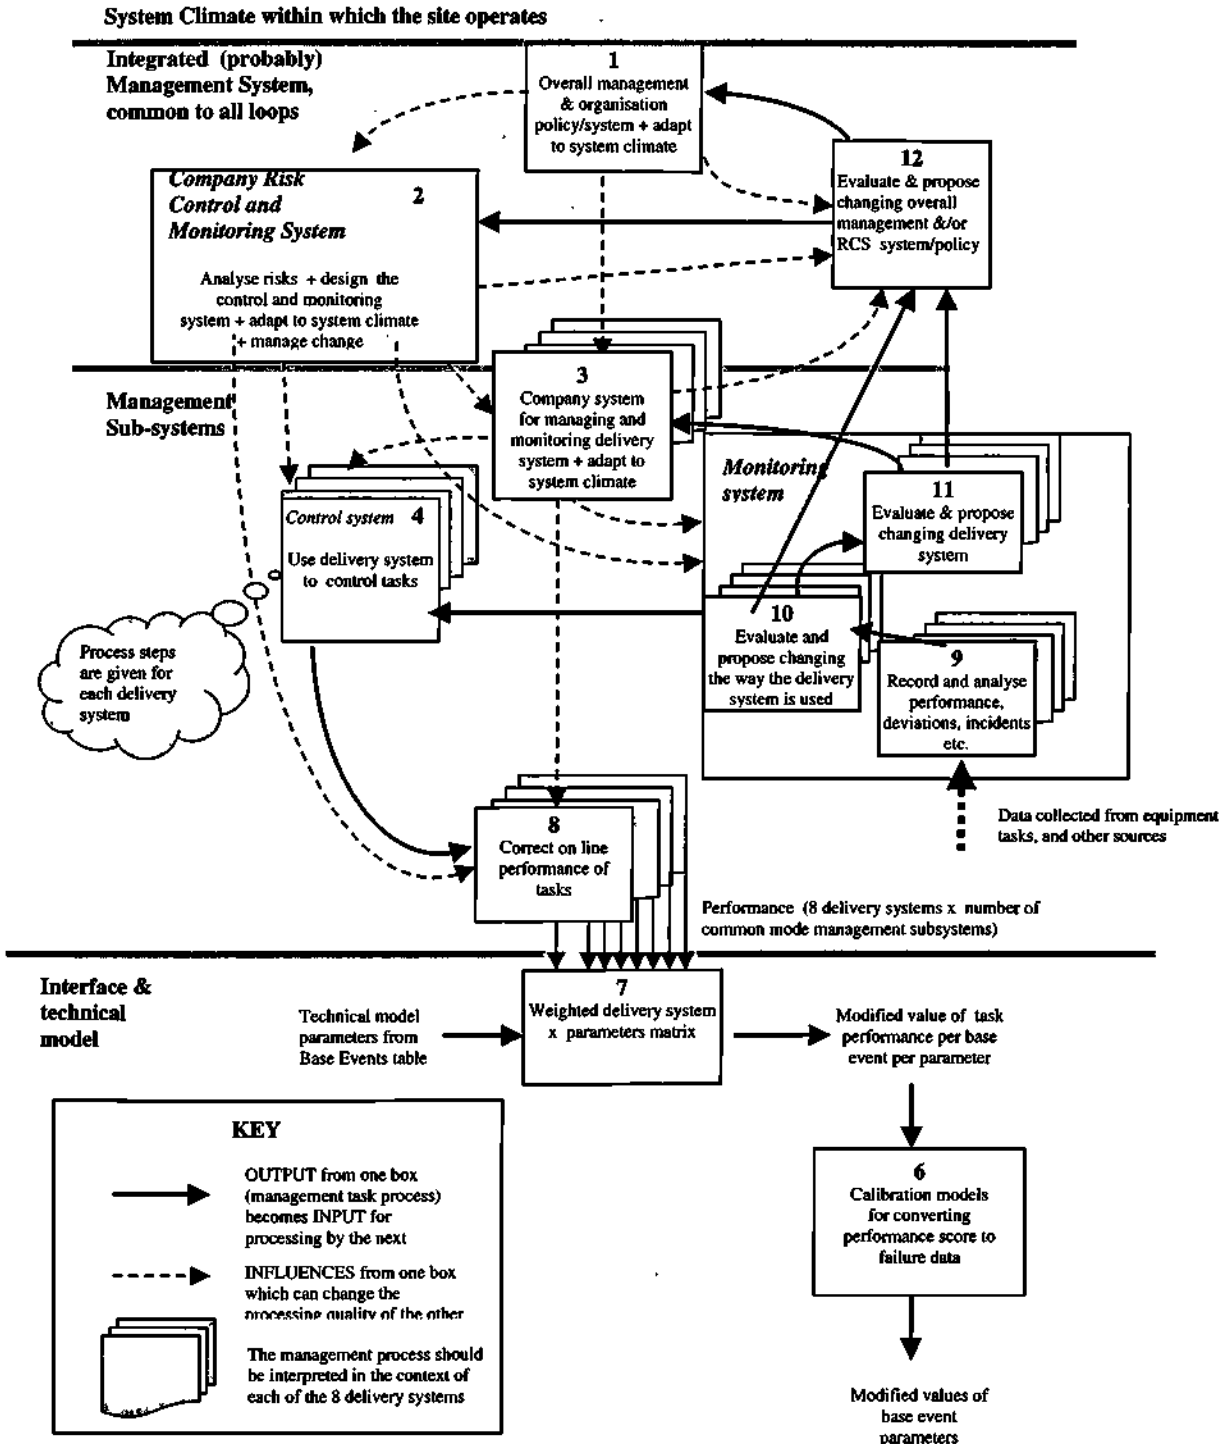 System Climate within which the site operates
Integrated (probably)
Management System,
common to all loops
1
Overall management
& organisation
policy/system + adapt
to system climate
12
Evaluate & propose
changing overall
management &/or
RCS system/policy
Company Risk
Control and
Monitoring System
2
Analyse risks + design the
control and monitoring
system + adapt to system climate
+ manage change
Management
Sub-systems
3
Company system
for managing and
monitoring delivery
system + adapt to
system climate
Monitoring
system
11
Evaluate & propose
changing delivery
system
Control system 4
Use delivery system
to control tasks
Process steps
are given for
each delivery
system
10
Evaluate and
propose changing
the way the delivery
system is used
9
Record and analyse
performance,
deviations, incidents
etc.
Data collected from equipment
tasks, and other sources
8
Correct on line
performance of
tasks
Performance (8 delivery systems x number of
common mode management subsystems)
Interface &
technical
model
Technical model
parameters from
Base Events table
7
Weighted delivery system
x parameters matrix
Modified value of task
performance per base
event per parameter
6
Calibration models
for converting
performance score to
failure data
Modified values of
base event
parameters
KEY
OUTPUT from one box
(management task process)
becomes INPUT for
processing by the next
INFLUENCES from one box
which can change the
processing quality of the other
The management process should
be interpreted in the context of
each of the 8 delivery systems